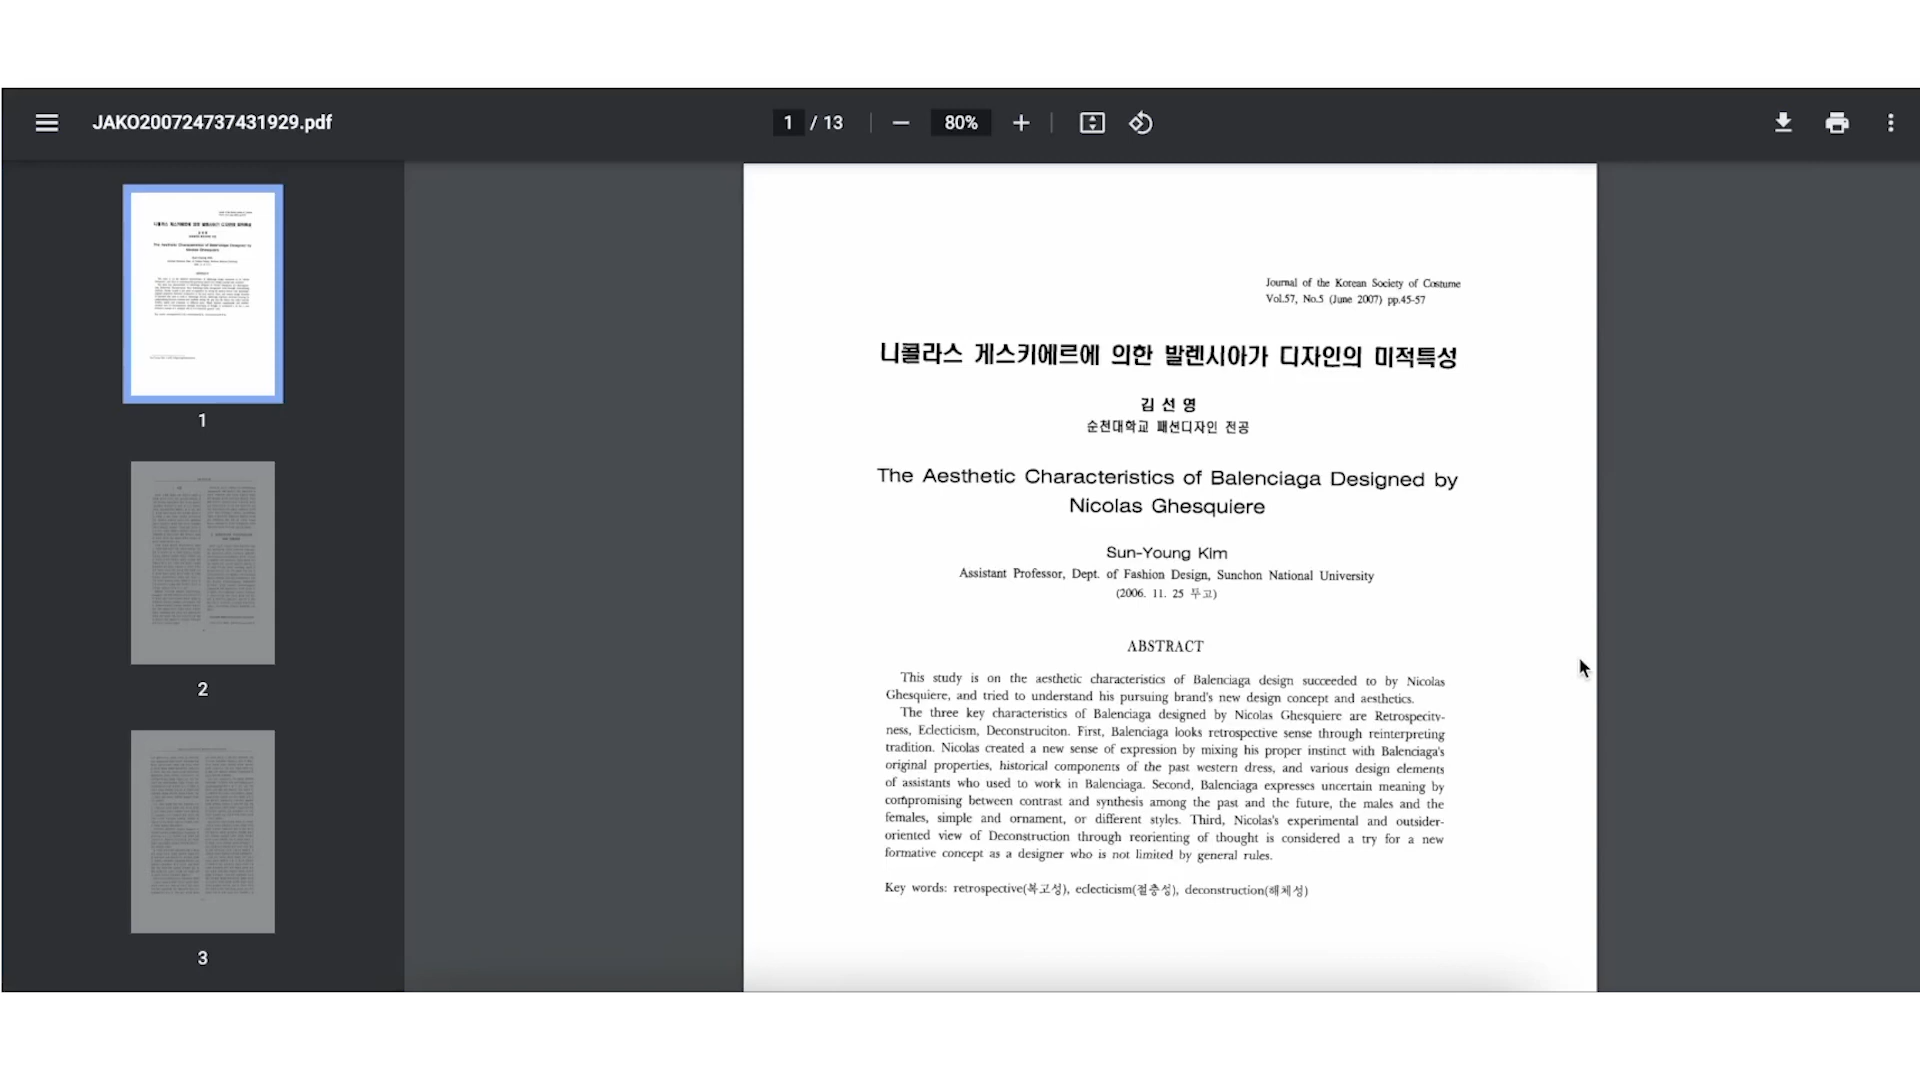 JAKO200724737431929.pdf
1 / 13
80%
1
2
3
Journal of the Korean Society of Costume
Vol.57, No.5 (June 2007) pp.45-57
니콜라스 게스키에르에 의한 발렌시아가 디자인의 미적특성
김 선 영
순천대학교 패션디자인 전공
The Aesthetic Characteristics of Balenciaga Designed by
Nicolas Ghesquiere
Sun-Young Kim
Assistant Professor, Dept. of Fashion Design, Sunchon National University
(2006. 11. 25 투고)
ABSTRACT
This study is on the aesthetic characteristics of Balenciaga design succeeded to by Nicolas
Ghesquiere, and tried to understand his pursuing brand's new design concept and aesthetics.
The three key characteristics of Balenciaga designed by Nicolas Ghesquiere are Retrospecitv-
ness, Eclecticism, Deconstruciton. First, Balenciaga looks retrospective sense through reinterpreting
tradition. Nicolas created a new sense of expression by mixing his proper instinct with Balenciaga's
original properties, historical components of the past western dress, and various design elements
of assistants who used to work in Balenciaga. Second, Balenciaga expresses uncertain meaning by
compromising between contrast and synthesis among the past and the future, the males and the
females, simple and ornament, or different styles. Third, Nicolas's experimental and outsider-
oriented view of Deconstruction through reorienting of thought is considered a try for a new
formative concept as a designer who is not limited by general rules.
Key words: retrospective(복고성), eclecticism(절충성), deconstruction(해체성)